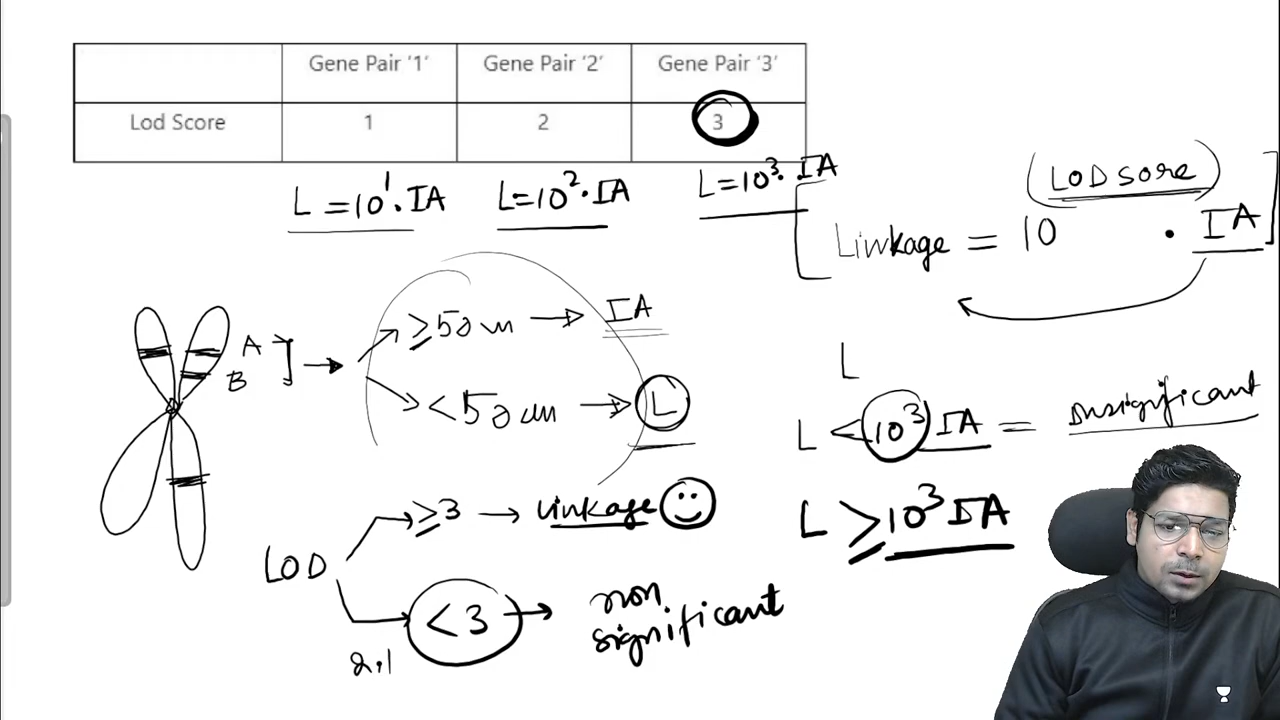 Gene Pair '1' Gene Pair '2' Gene Pair '3'
Lod Score 1 2 3
L = 10¹ · IA L = 10² · IA L = 10³ · IA
LOD sore
Linkage = 10 · IA
A
B
≥ 50 cm → IA
< 50 cm → L
L
L < 10³ IA = Insignificant
L ≥ 10³ IA
LOD
≥ 3 → linkage
< 3 → non
significant
2,1